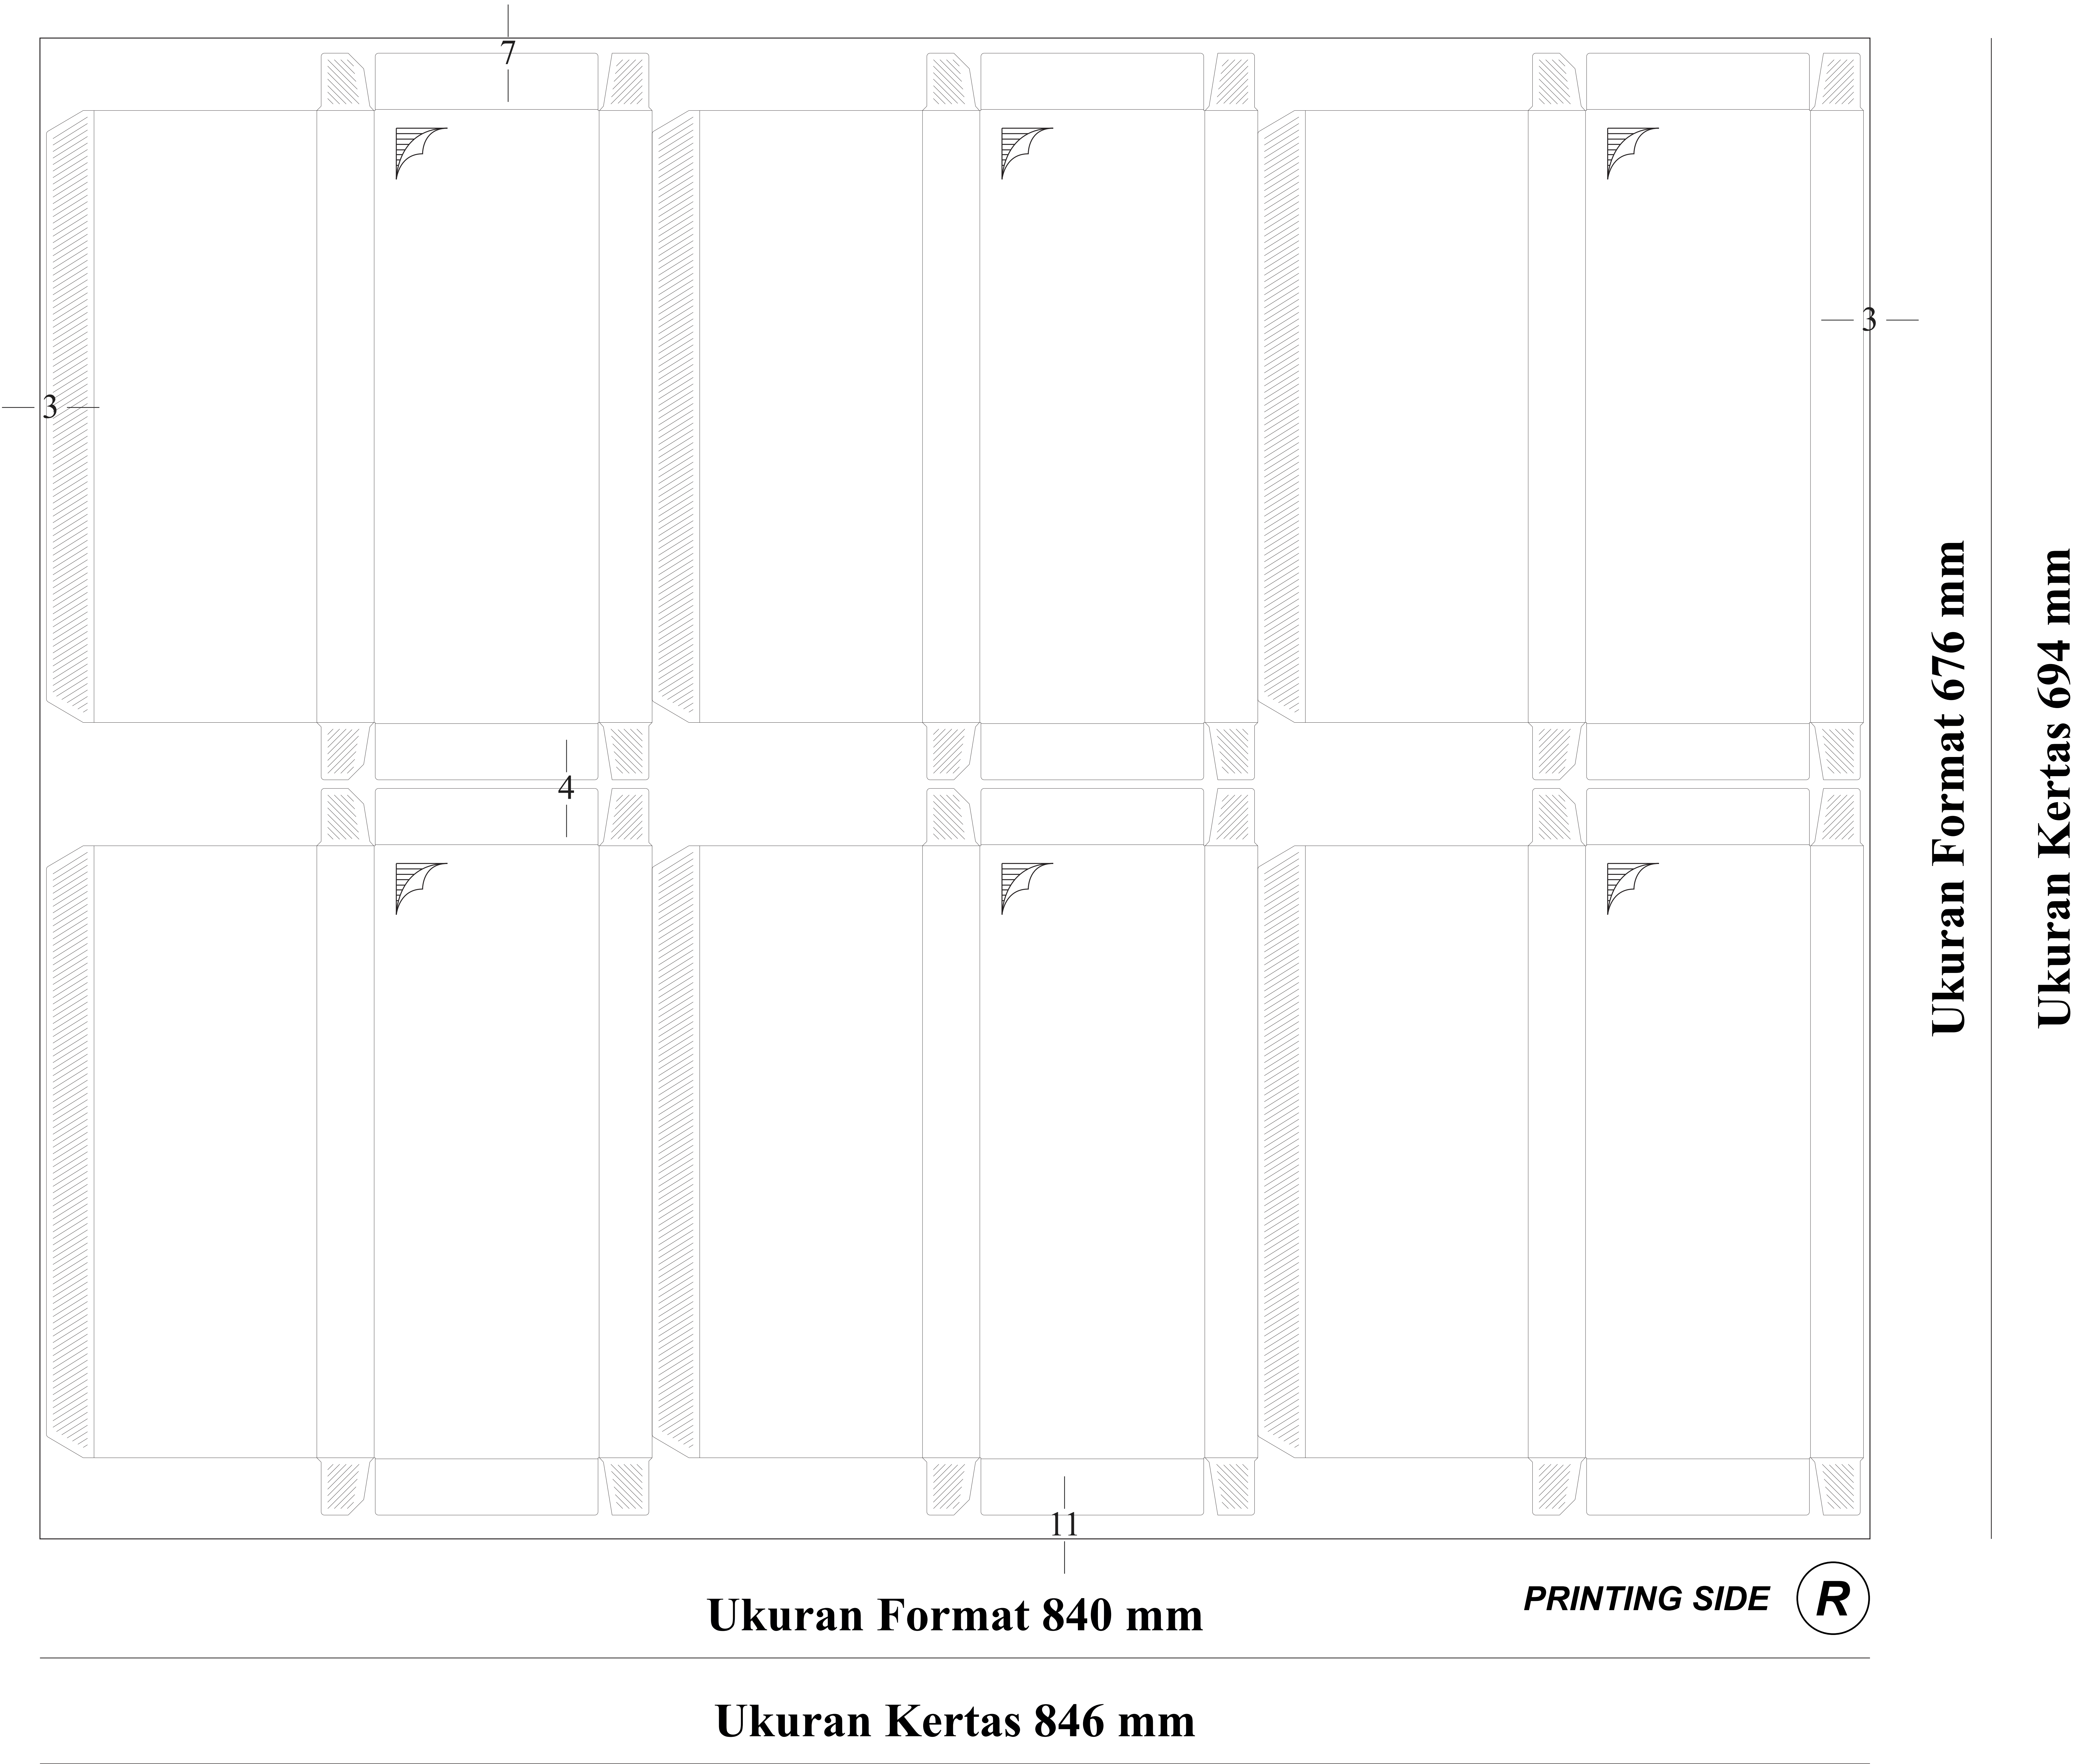 7
3
3
4
11
Ukuran Format 676 mm
Ukuran Kertas 694 mm
Ukuran Format 840 mm
PRINTING SIDE R
Ukuran Kertas 846 mm